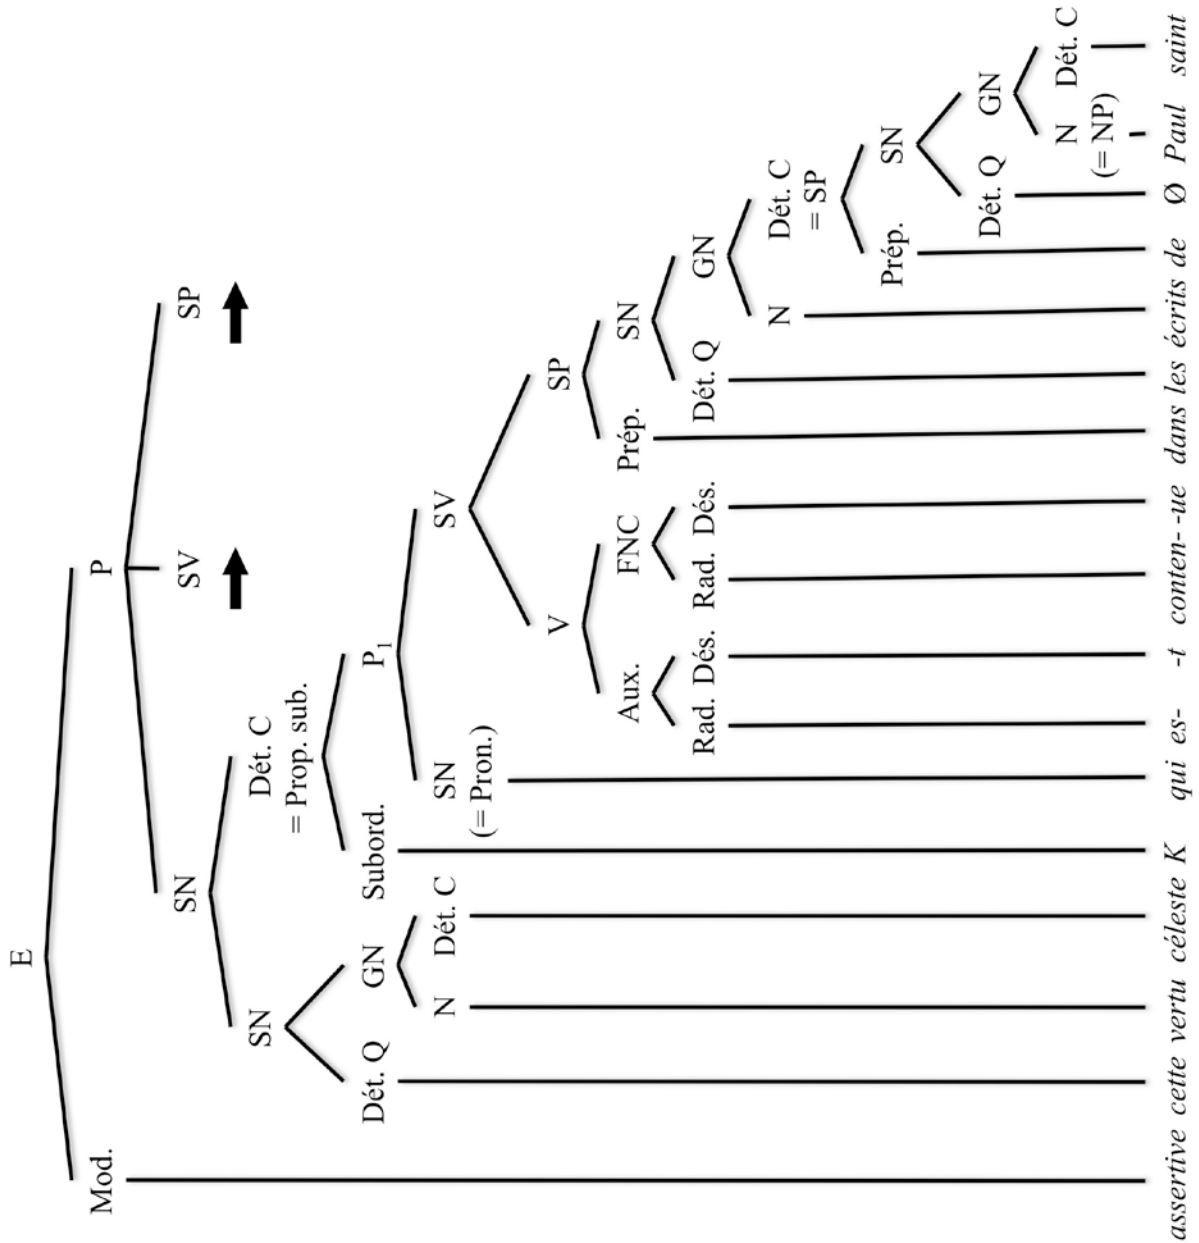 E
Mod. P
SN SV SP
SN Dét. C
= Prop. sub.
Dét. Q GN Subord. P₁
N Dét. C SN SV
(= Pron.)
V SP
Aux. FNC Prép. SN
Rad. Dés. Rad. Dés. Dét. Q GN
N Dét. C
= SP
Prép. SN
Dét. Q GN
N Dét. C
(= NP)
assertive cette vertu céleste K qui es- -t conten- -ue dans les écrits de Ø Paul saint